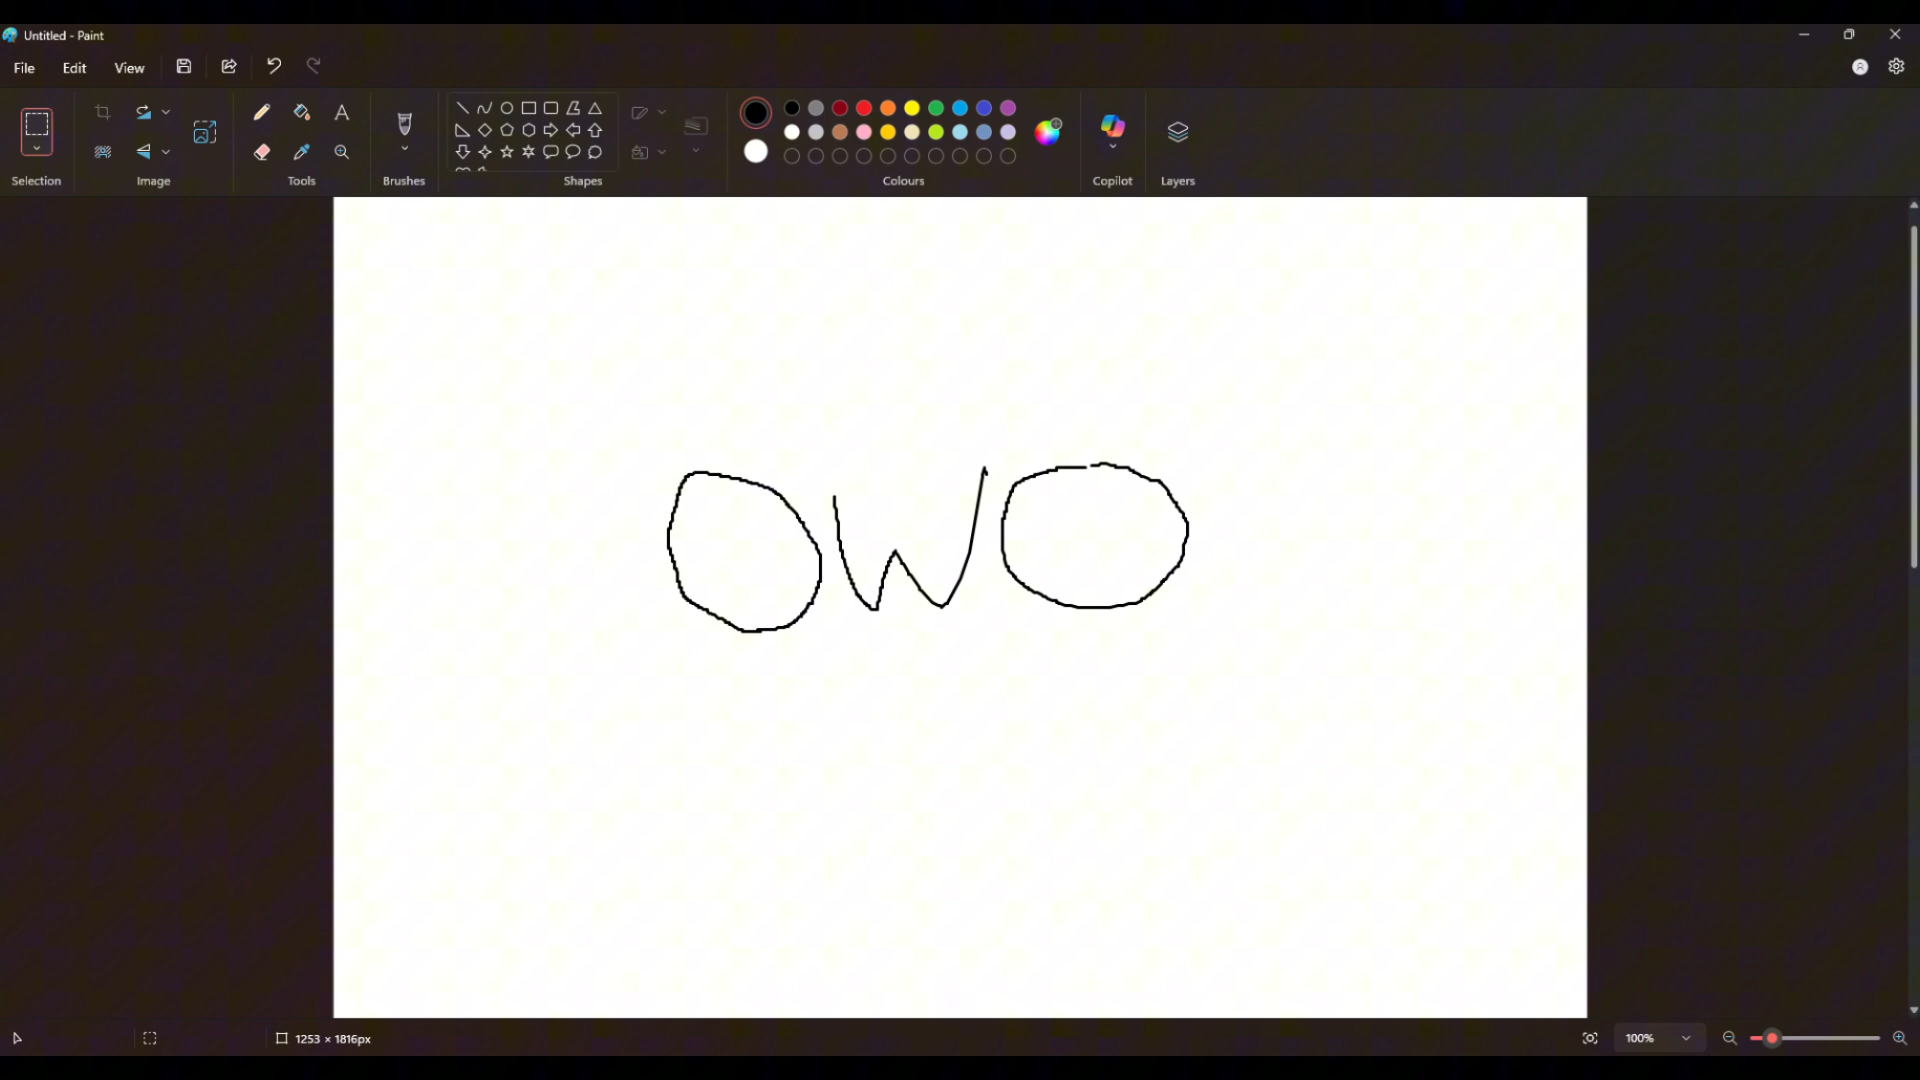 Untitled - Paint
File Edit View
Selection Image Tools Brushes Shapes Colours Copilot Layers
OWO
1253 × 1816px 100%